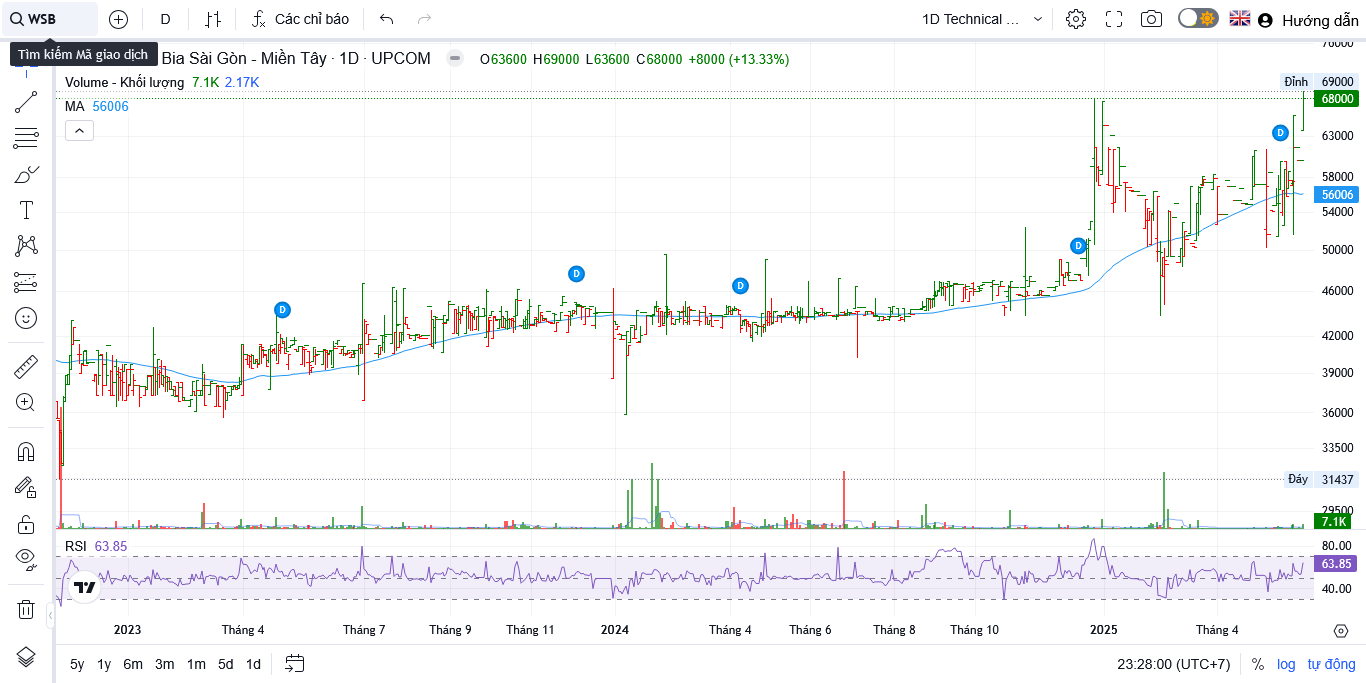 WSB
D
Các chỉ báo
1D Technical ...
Hướng dẫn
Tìm kiếm Mã giao dịch
Bia Sài Gòn - Miền Tây · 1D · UPCOM
O63600 H69000 L63600 C68000 +8000 (+13.33%)
Volume - Khối lượng 7.1K 2.17K
MA 56006
76000
Đỉnh 69000
68000
63000
58000
56006
54000
50000
46000
42000
39000
36000
33500
Đáy 31437
29500
7.1K
D
D
D
D
D
RSI 63.85
80.00
63.85
40.00
2023 Tháng 4 Tháng 7 Tháng 9 Tháng 11 2024 Tháng 4 Tháng 6 Tháng 8 Tháng 10 2025 Tháng 4
5y 1y 6m 3m 1m 5d 1d
23:28:00 (UTC+7) % log tự động